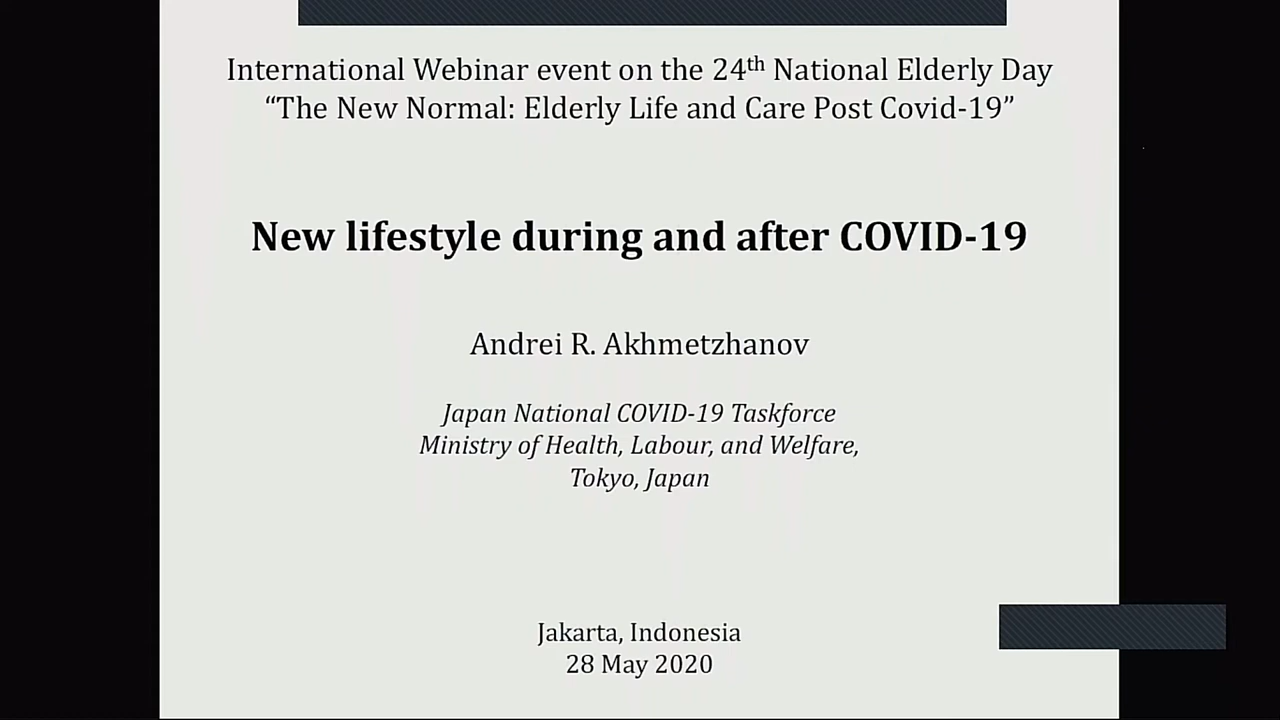 International Webinar event on the 24th National Elderly Day
“The New Normal: Elderly Life and Care Post Covid-19”
New lifestyle during and after COVID-19
Andrei R. Akhmetzhanov
Japan National COVID-19 Taskforce
Ministry of Health, Labour, and Welfare,
Tokyo, Japan
Jakarta, Indonesia
28 May 2020